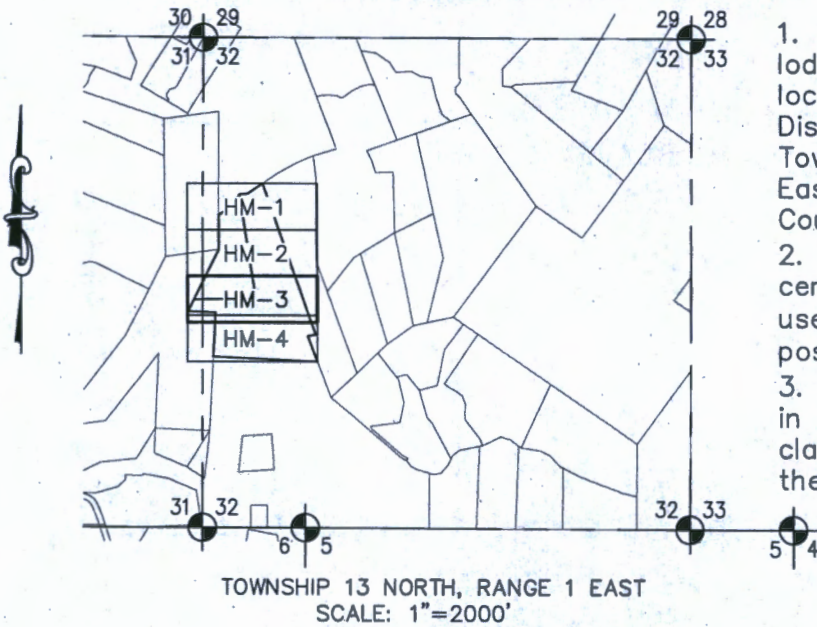 30 29
31 32
29 28
32 33
HM-1
HM-2
HM-3
HM-4
31 32
6 5
32 33
5 4
TOWNSHIP 13 NORTH, RANGE 1 EAST
SCALE: 1"=2000'
1.
lod
loc
Dis
Tow
Eas
Cou
2.
cer
use
pos
3.
in
cla
the